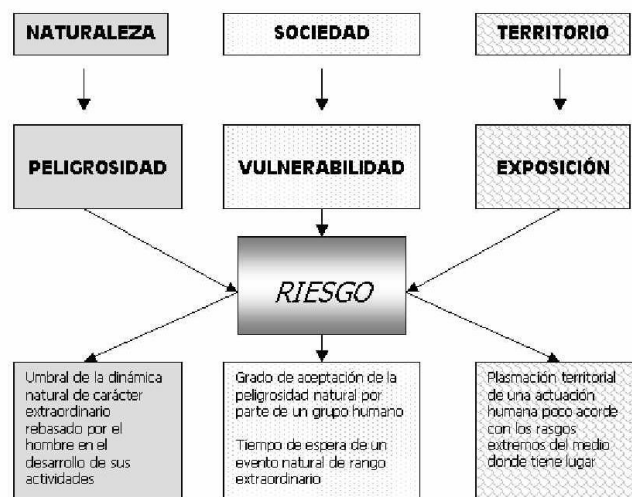 NATURALEZA
SOCIEDAD
TERRITORIO
PELIGROSIDAD
VULNERABILIDAD
EXPOSICIÓN
RIESGO
Umbral de la dinámica
natural de carácter
extraordinario
rebasado por el
hombre en el
desarrollo de sus
actividades
Grado de aceptación de la
peligrosidad natural por
parte de un grupo humano
Tiempo de espera de un
evento natural de rango
extraordinario
Plasmación territorial
de una actuación
humana poco acorde
con los rasgos
extremos del medio
donde tiene lugar